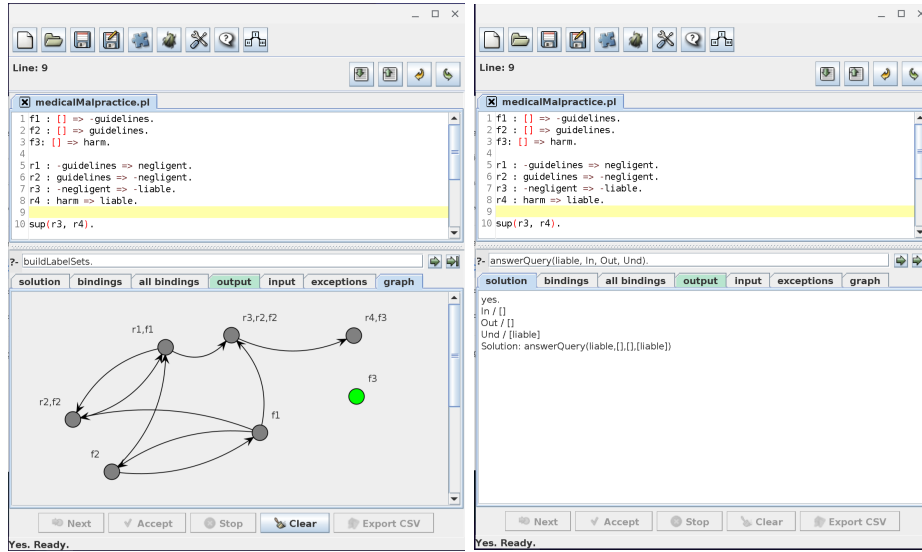 Line: 9
medicalMalpractice.pl
1 f1 : [] => -guidelines.
2 f2 : [] => guidelines.
3 f3: [] => harm.
4
5 r1 : -guidelines => negligent.
6 r2 : guidelines => -negligent.
7 r3 : -negligent => -liable.
8 r4 : harm => liable.
9
10 sup(r3, r4).
?- buildLabelSets.
solution bindings all bindings output input exceptions graph
r1,f1
r3,r2,f2
r4,f3
f3
r2,f2
f1
f2
Next Accept Stop Clear Export CSV
Yes. Ready.
Line: 9
medicalMalpractice.pl
1 f1 : [] => -guidelines.
2 f2 : [] => guidelines.
3 f3: [] => harm.
4
5 r1 : -guidelines => negligent.
6 r2 : guidelines => -negligent.
7 r3 : -negligent => -liable.
8 r4 : harm => liable.
9
10 sup(r3, r4).
?- answerQuery(liable, In, Out, Und).
solution bindings all bindings output input exceptions graph
yes.
In / []
Out / []
Und / [liable]
Solution: answerQuery(liable,[],[],[liable])
Next Accept Stop Clear Export CSV
Yes. Ready.